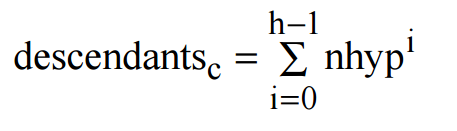 h−1
descendants_c = Σ nhyp^i
i=0